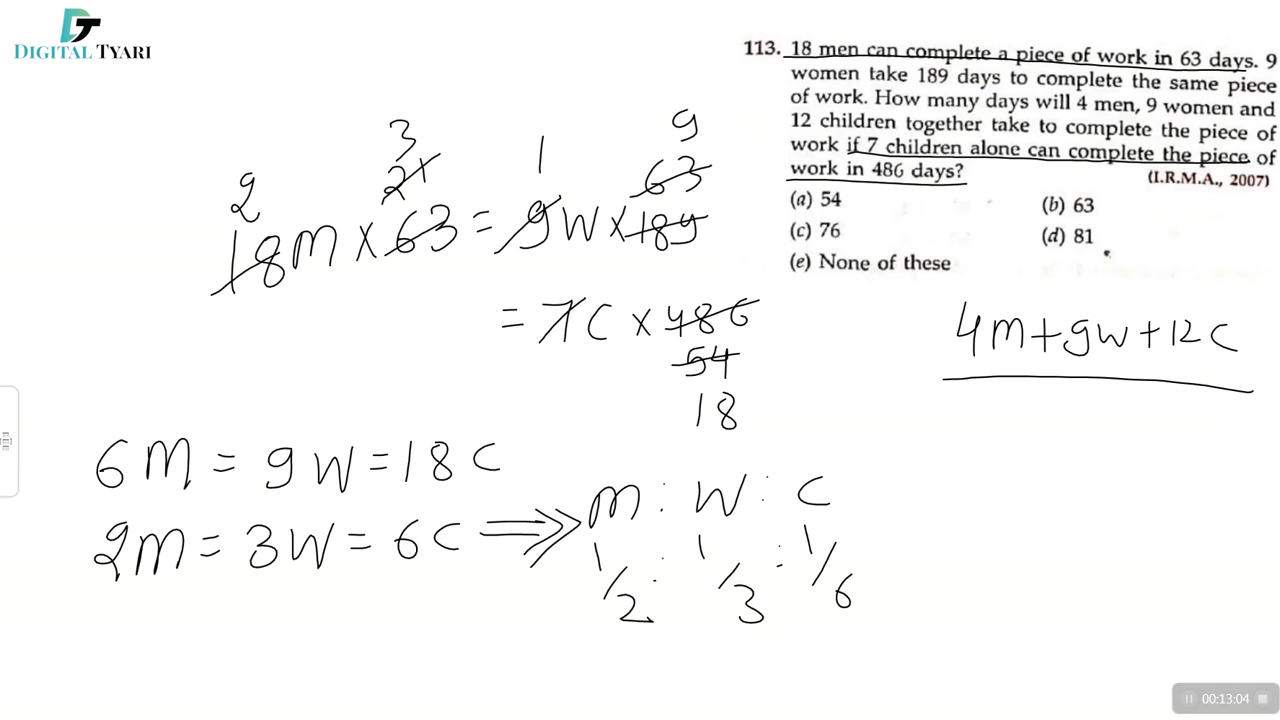 DT
DIGITAL TYARI
113. 18 men can complete a piece of work in 63 days. 9
women take 189 days to complete the same piece
of work. How many days will 4 men, 9 women and
12 children together take to complete the piece of
work if 7 children alone can complete the piece of
work in 486 days?
(I.R.M.A., 2007)
(a) 54
(b) 63
(c) 76
(d) 81
(e) None of these
3
1
9
2
21
63
18M × 63 = 9W × 189
= 7C × 486
54
18
4M+9W+12C
6M = 9W = 18C
2M = 3W = 6C ⟹ M : W : C
1/2 : 1/3 : 1/6
00:13:04